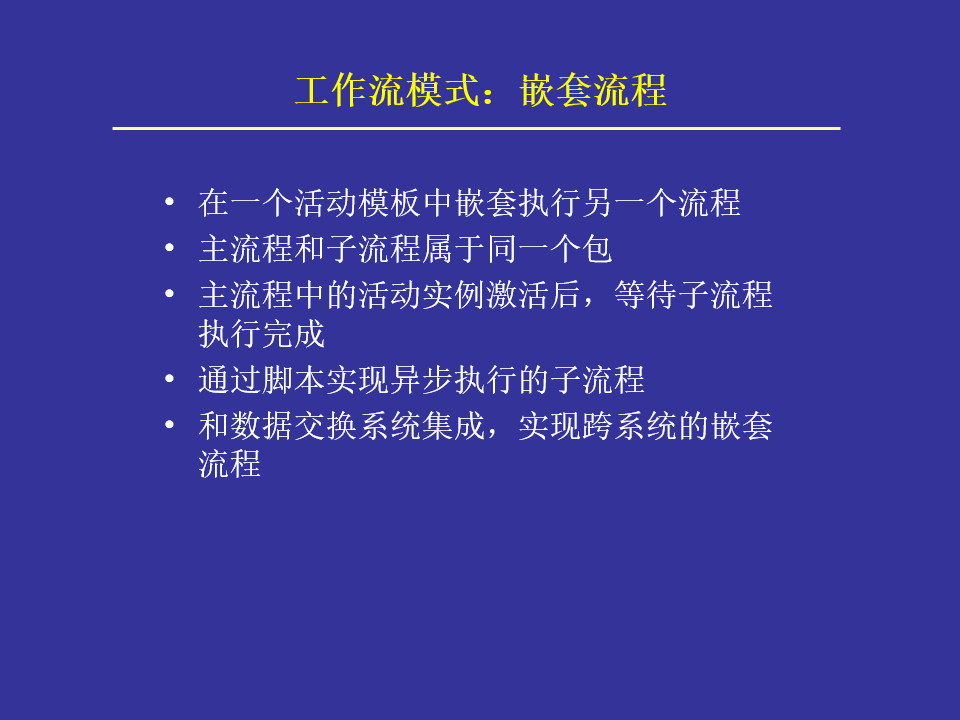 工作流模式：嵌套流程
• 在一个活动模板中嵌套执行另一个流程
• 主流程和子流程属于同一个包
• 主流程中的活动实例激活后，等待子流程
执行完成
• 通过脚本实现异步执行的子流程
• 和数据交换系统集成，实现跨系统的嵌套
流程